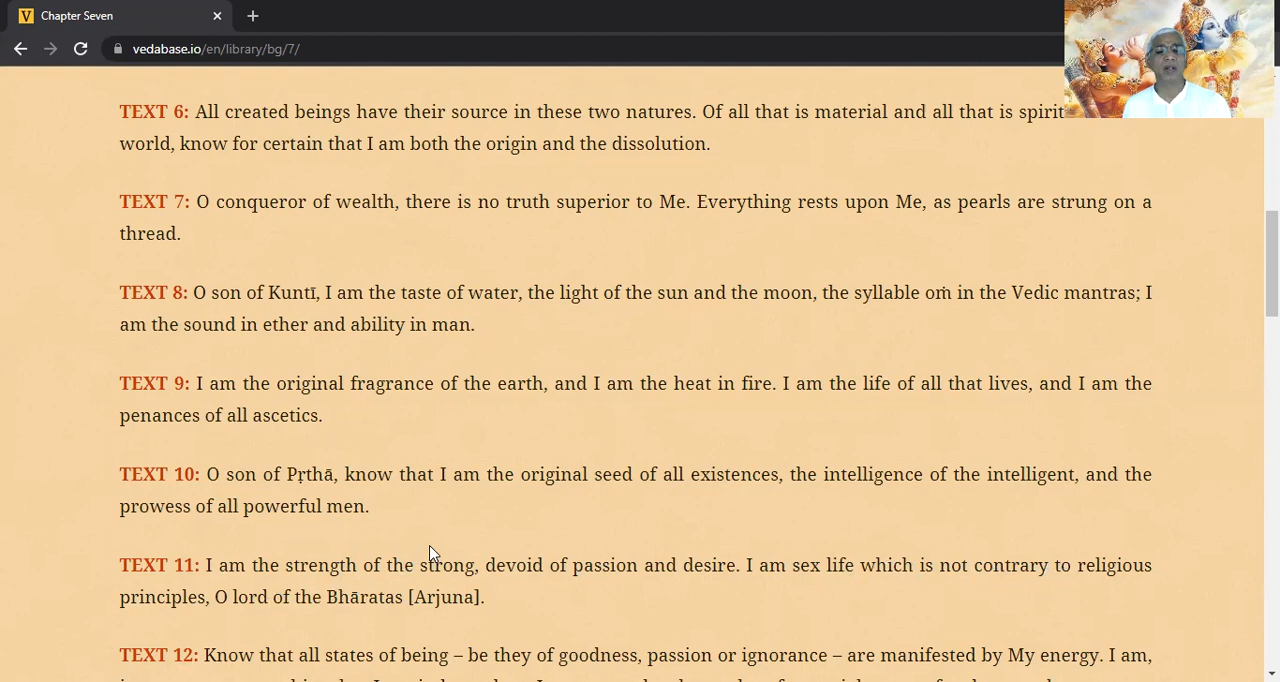 V Chapter Seven
vedabase.io/en/library/bg/7/
TEXT 6: All created beings have their source in these two natures. Of all that is material and all that is spirit
world, know for certain that I am both the origin and the dissolution.
TEXT 7: O conqueror of wealth, there is no truth superior to Me. Everything rests upon Me, as pearls are strung on a
thread.
TEXT 8: O son of Kuntī, I am the taste of water, the light of the sun and the moon, the syllable oṁ in the Vedic mantras; I
am the sound in ether and ability in man.
TEXT 9: I am the original fragrance of the earth, and I am the heat in fire. I am the life of all that lives, and I am the
penances of all ascetics.
TEXT 10: O son of Pṛthā, know that I am the original seed of all existences, the intelligence of the intelligent, and the
prowess of all powerful men.
TEXT 11: I am the strength of the strong, devoid of passion and desire. I am sex life which is not contrary to religious
principles, O lord of the Bhāratas [Arjuna].
TEXT 12: Know that all states of being – be they of goodness, passion or ignorance – are manifested by My energy. I am,